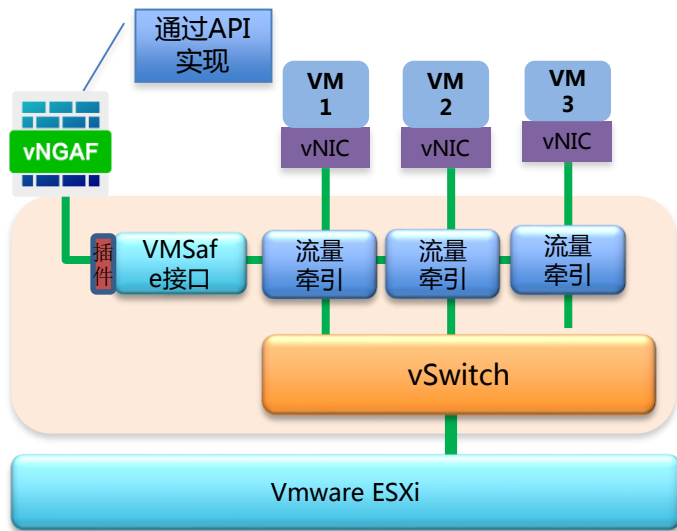 通过API
实现
VM
1
VM
2
VM
3
vNIC
vNIC
vNIC
vNGAF
插
件
VMSaf
e接口
流量
牵引
流量
牵引
流量
牵引
vSwitch
Vmware ESXi